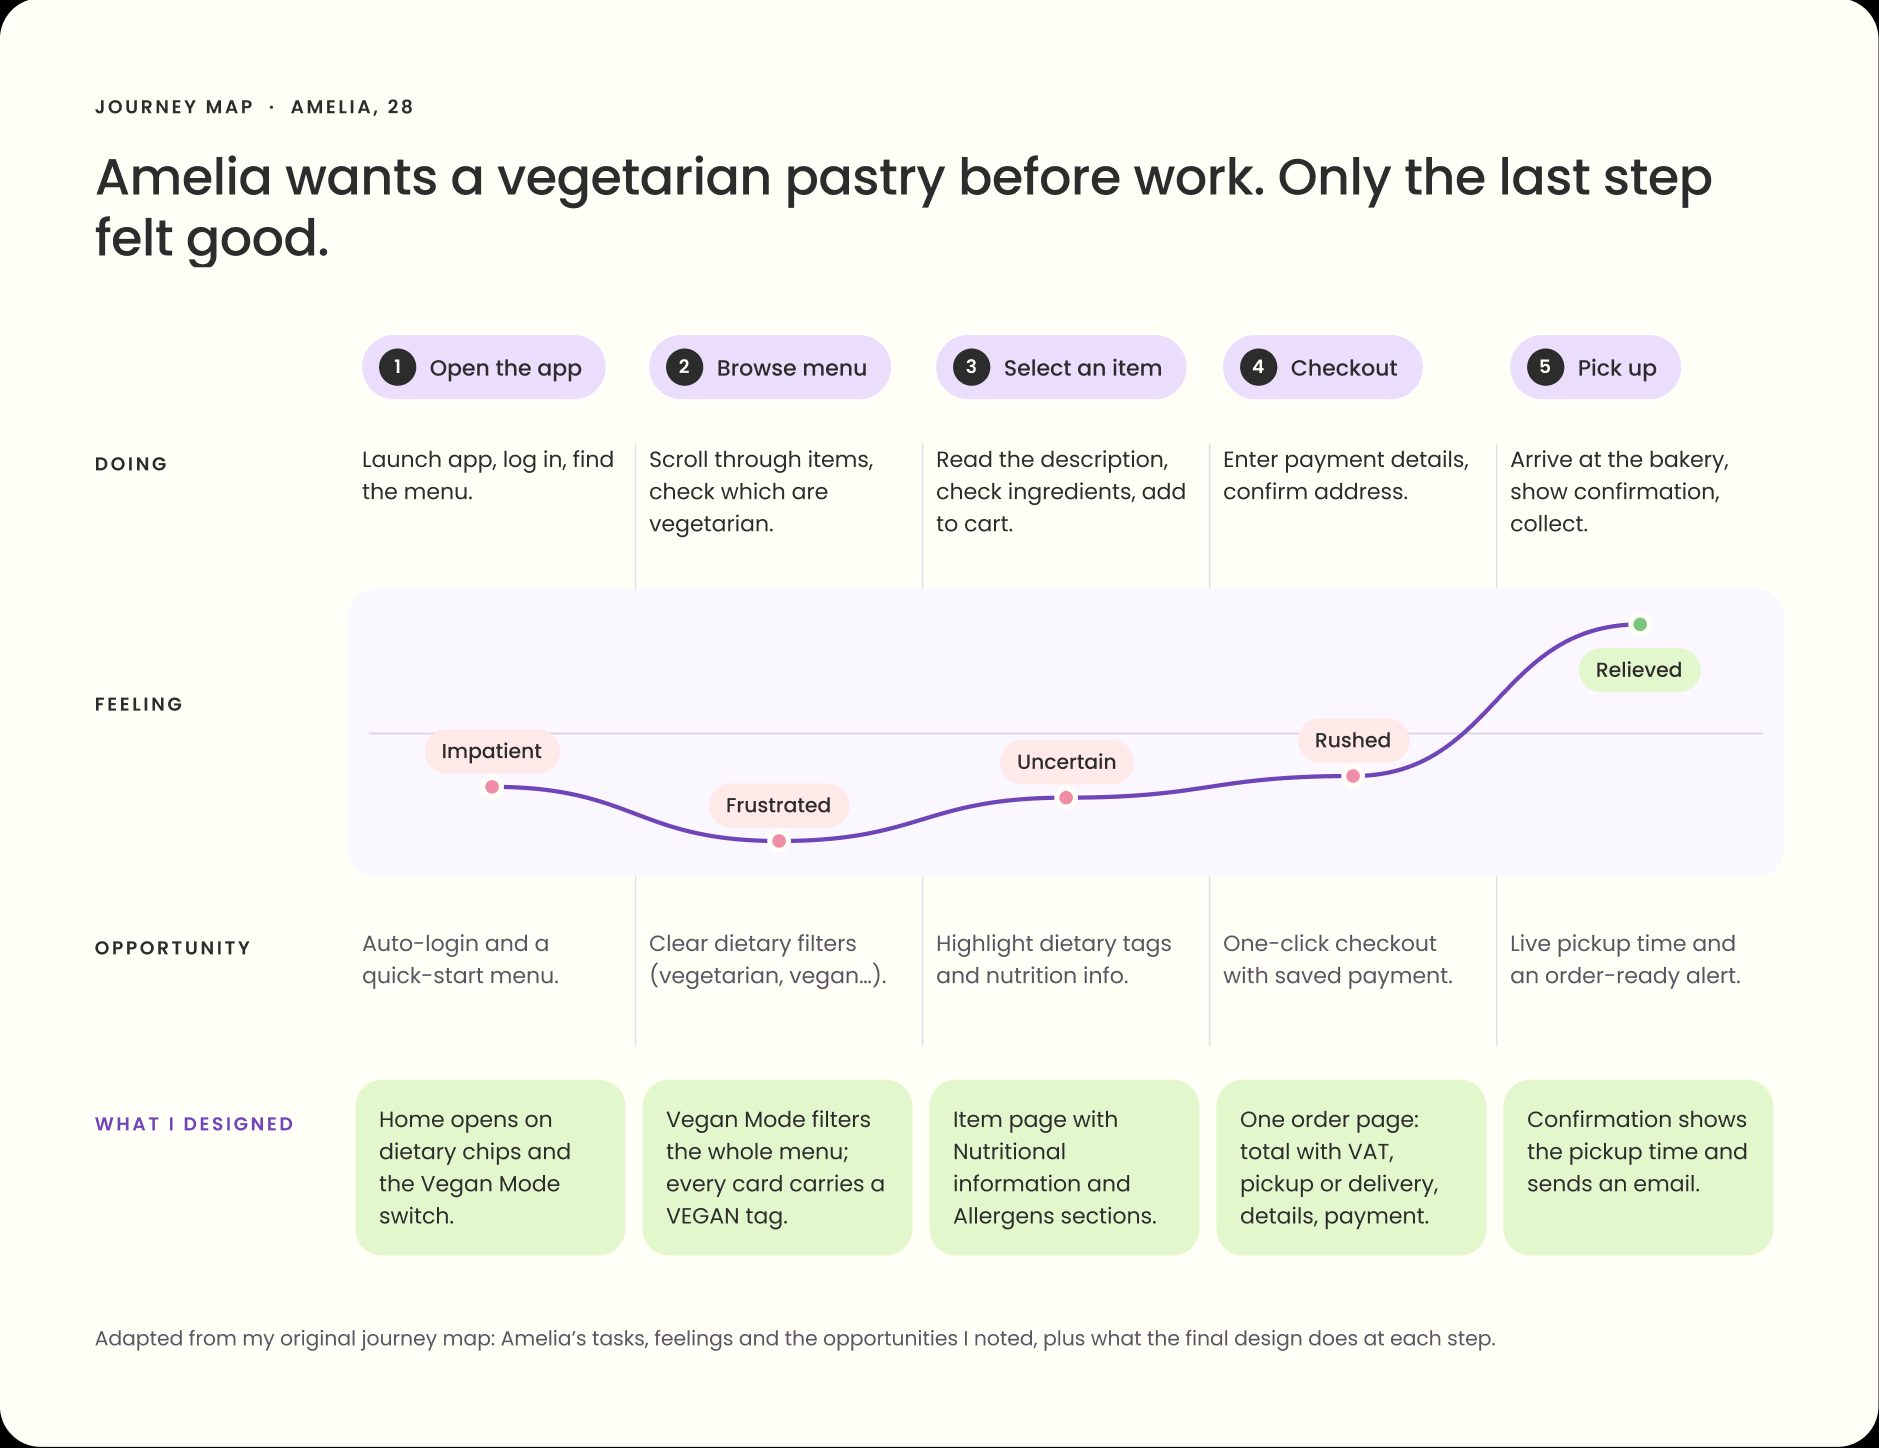 JOURNEY MAP · AMELIA, 28
Amelia wants a vegetarian pastry before work. Only the last step
felt good.
1 Open the app
2 Browse menu
3 Select an item
4 Checkout
5 Pick up
DOING
Launch app, log in, find
the menu.
Scroll through items,
check which are
vegetarian.
Read the description,
check ingredients, add
to cart.
Enter payment details,
confirm address.
Arrive at the bakery,
show confirmation,
collect.
FEELING
Impatient
Frustrated
Uncertain
Rushed
Relieved
OPPORTUNITY
Auto-login and a
quick-start menu.
Clear dietary filters
(vegetarian, vegan…).
Highlight dietary tags
and nutrition info.
One-click checkout
with saved payment.
Live pickup time and
an order-ready alert.
WHAT I DESIGNED
Home opens on
dietary chips and
the Vegan Mode
switch.
Vegan Mode filters
the whole menu;
every card carries a
VEGAN tag.
Item page with
Nutritional
information and
Allergens sections.
One order page:
total with VAT,
pickup or delivery,
details, payment.
Confirmation shows
the pickup time and
sends an email.
Adapted from my original journey map: Amelia’s tasks, feelings and the opportunities I noted, plus what the final design does at each step.